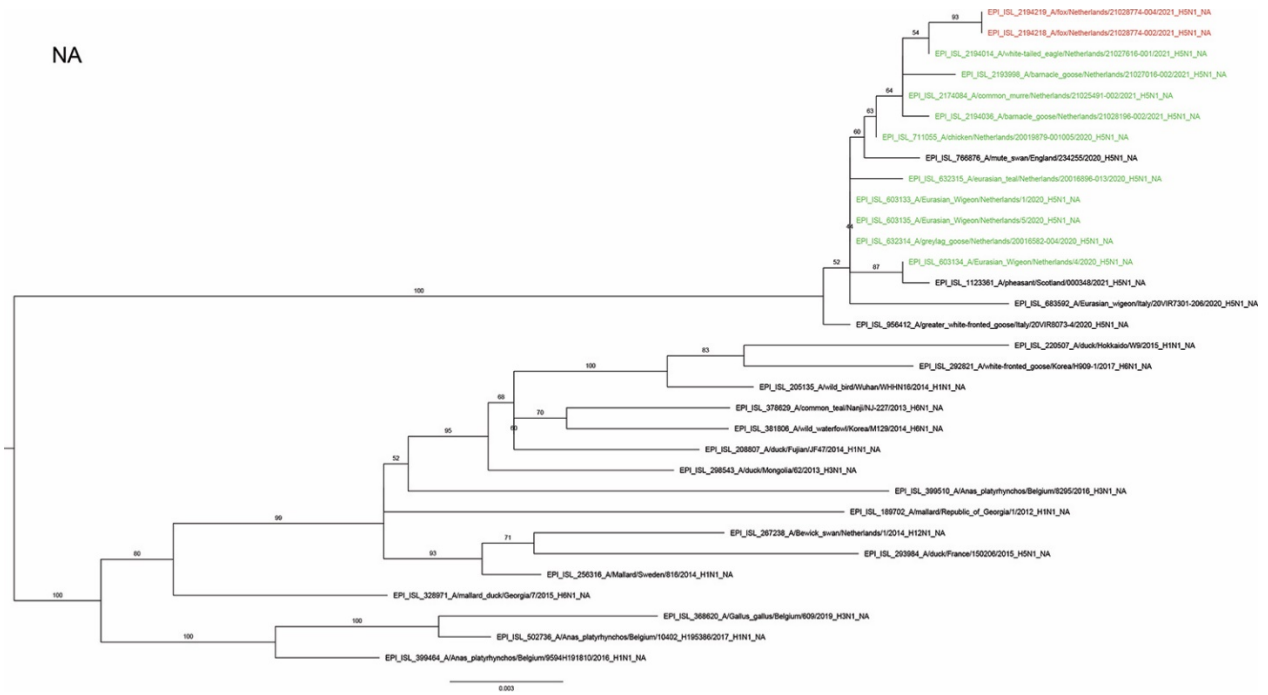 NA
EPI_ISL_2194219_A/fox/Netherlands/21028774-004/2021_H5N1_NA
93
EPI_ISL_2194218_A/fox/Netherlands/21028774-002/2021_H5N1_NA
54
EPI_ISL_2194014_A/white-tailed_eagle/Netherlands/21027616-001/2021_H5N1_NA
EPI_ISL_2193998_A/barnacle_goose/Netherlands/21027016-002/2021_H5N1_NA
64
EPI_ISL_2174084_A/common_murre/Netherlands/21025491-002/2021_H5N1_NA
63
EPI_ISL_2194036_A/barnacle_goose/Netherlands/21028196-002/2021_H5N1_NA
60
EPI_ISL_711055_A/chicken/Netherlands/20019879-001005/2020_H5N1_NA
EPI_ISL_766876_A/mute_swan/England/234255/2020_H5N1_NA
EPI_ISL_632315_A/eurasian_teal/Netherlands/20016896-013/2020_H5N1_NA
EPI_ISL_603133_A/Eurasian_Wigeon/Netherlands/1/2020_H5N1_NA
EPI_ISL_603135_A/Eurasian_Wigeon/Netherlands/5/2020_H5N1_NA
EPI_ISL_632314_A/greylag_goose/Netherlands/20016582-004/2020_H5N1_NA
52
87
EPI_ISL_603134_A/Eurasian_Wigeon/Netherlands/4/2020_H5N1_NA
EPI_ISL_1123361_A/pheasant/Scotland/000348/2021_H5N1_NA
100
EPI_ISL_683592_A/Eurasian_wigeon/Italy/20VIR7301-206/2020_H5N1_NA
EPI_ISL_956412_A/greater_white-fronted_goose/Italy/20VIR8073-4/2020_H5N1_NA
83
EPI_ISL_220507_A/duck/Hokkaido/W9/2015_H1N1_NA
100
EPI_ISL_292821_A/white-fronted_goose/Korea/H909-1/2017_H6N1_NA
EPI_ISL_205135_A/wild_bird/Wuhan/WHHN16/2014_H1N1_NA
68
70
EPI_ISL_378629_A/common_teal/Nanji/NJ-227/2013_H6N1_NA
60
EPI_ISL_381806_A/wild_waterfowl/Korea/M129/2014_H6N1_NA
95
EPI_ISL_208807_A/duck/Fujian/JF47/2014_H1N1_NA
52
EPI_ISL_298543_A/duck/Mongolia/62/2013_H3N1_NA
EPI_ISL_399510_A/Anas_platyrhynchos/Belgium/8295/2016_H3N1_NA
99
EPI_ISL_189702_A/mallard/Republic_of_Georgia/1/2012_H1N1_NA
71
EPI_ISL_267238_A/Bewick_swan/Netherlands/1/2014_H12N1_NA
93
EPI_ISL_293984_A/duck/France/150206/2015_H5N1_NA
80
EPI_ISL_256316_A/Mallard/Sweden/816/2014_H1N1_NA
100
EPI_ISL_328971_A/mallard_duck/Georgia/7/2015_H6N1_NA
100
EPI_ISL_368620_A/Gallus_gallus/Belgium/609/2019_H3N1_NA
100
EPI_ISL_502736_A/Anas_platyrhynchos/Belgium/10402_H195386/2017_H1N1_NA
EPI_ISL_399464_A/Anas_platyrhynchos/Belgium/9594H191810/2016_H1N1_NA
0.003